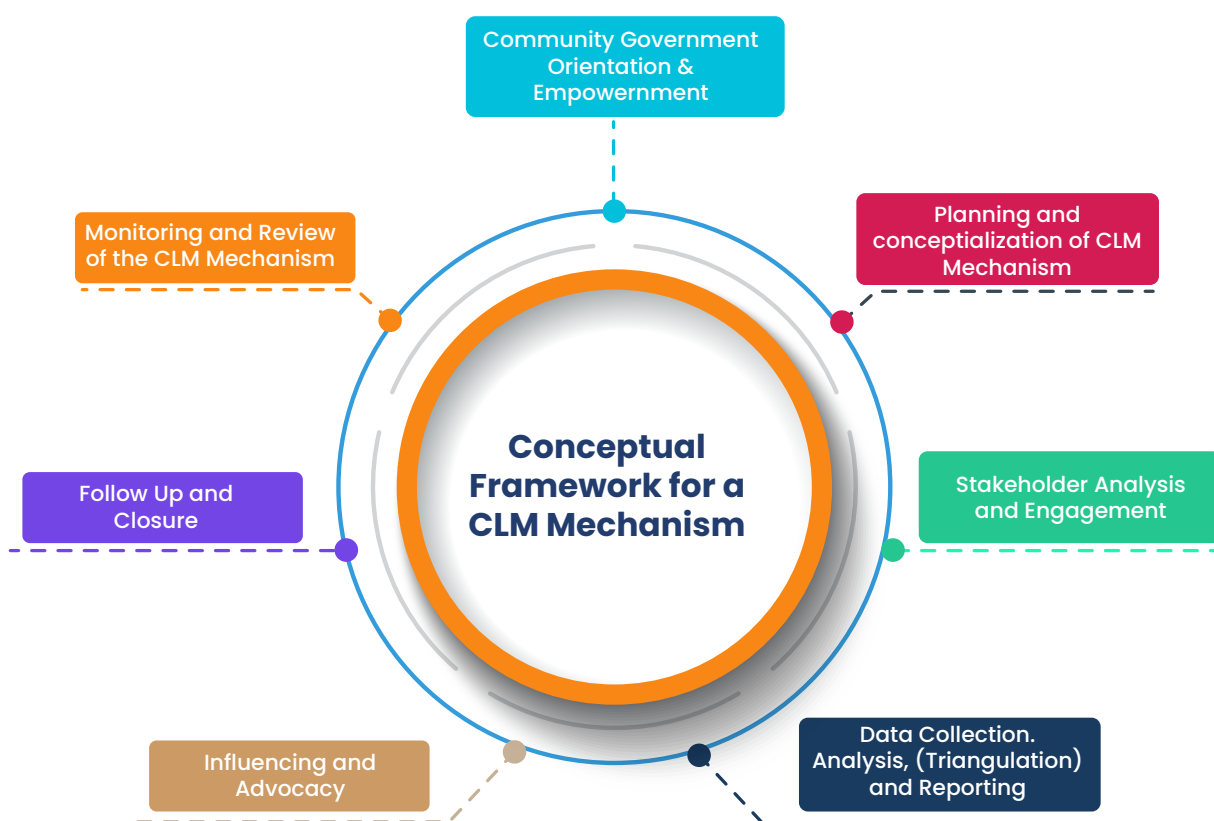 Community Government
Orientation &
Empowernment
Planning and
conceptialization of CLM
Mechanism
Monitoring and Review
of the CLM Mechanism
Conceptual
Framework for a
CLM Mechanism
Stakeholder Analysis
and Engagement
Follow Up and
Closure
Data Collection.
Analysis, (Triangulation)
and Reporting
Influencing and
Advocacy